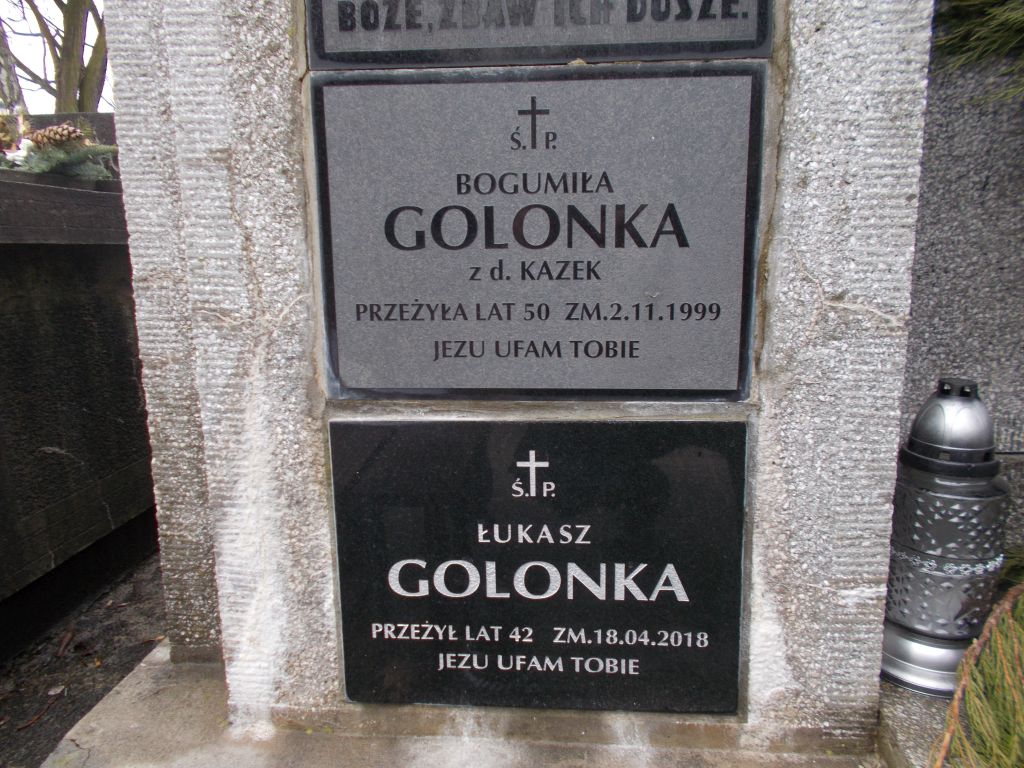 BOŻE, ZBAW ICH DUSZE.
Ś. P.
BOGUMIŁA
GOLONKA
z d. KAZEK
PRZEŻYŁA LAT 50 ZM.2.11.1999
JEZU UFAM TOBIE
Ś. P.
ŁUKASZ
GOLONKA
PRZEŻYŁ LAT 42 ZM.18.04.2018
JEZU UFAM TOBIE